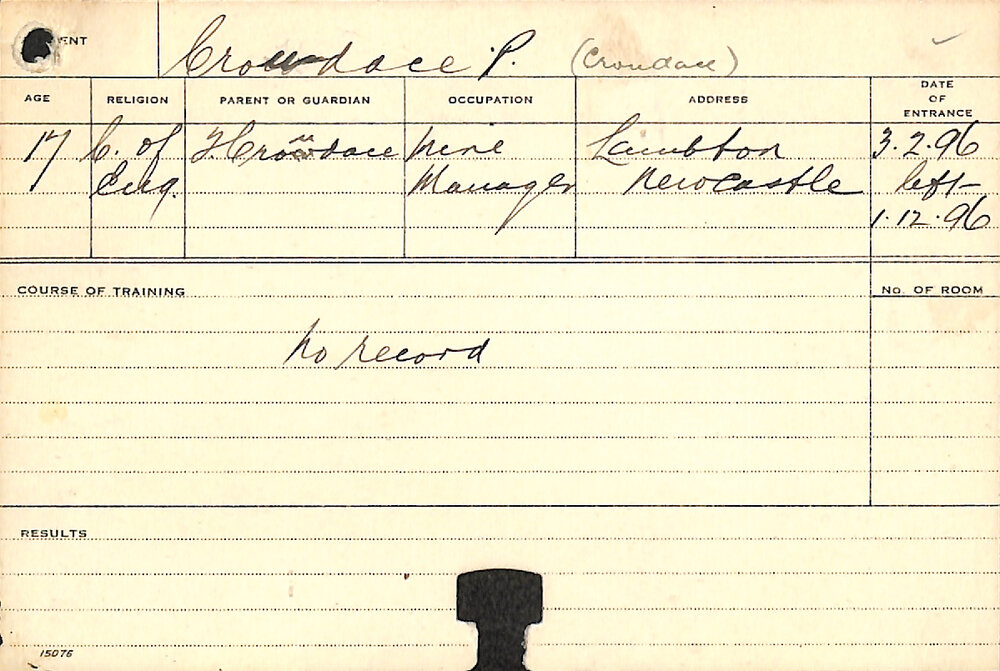 ENT Croudace P. (Croudace)
AGE RELIGION PARENT OR GUARDIAN OCCUPATION ADDRESS DATE OF ENTRANCE
17 C. of F. Croudace Mine Lambton 3.2.96
Eng. Manager Newcastle left
1.12.96
COURSE OF TRAINING No. OF ROOM
No record
RESULTS
15076